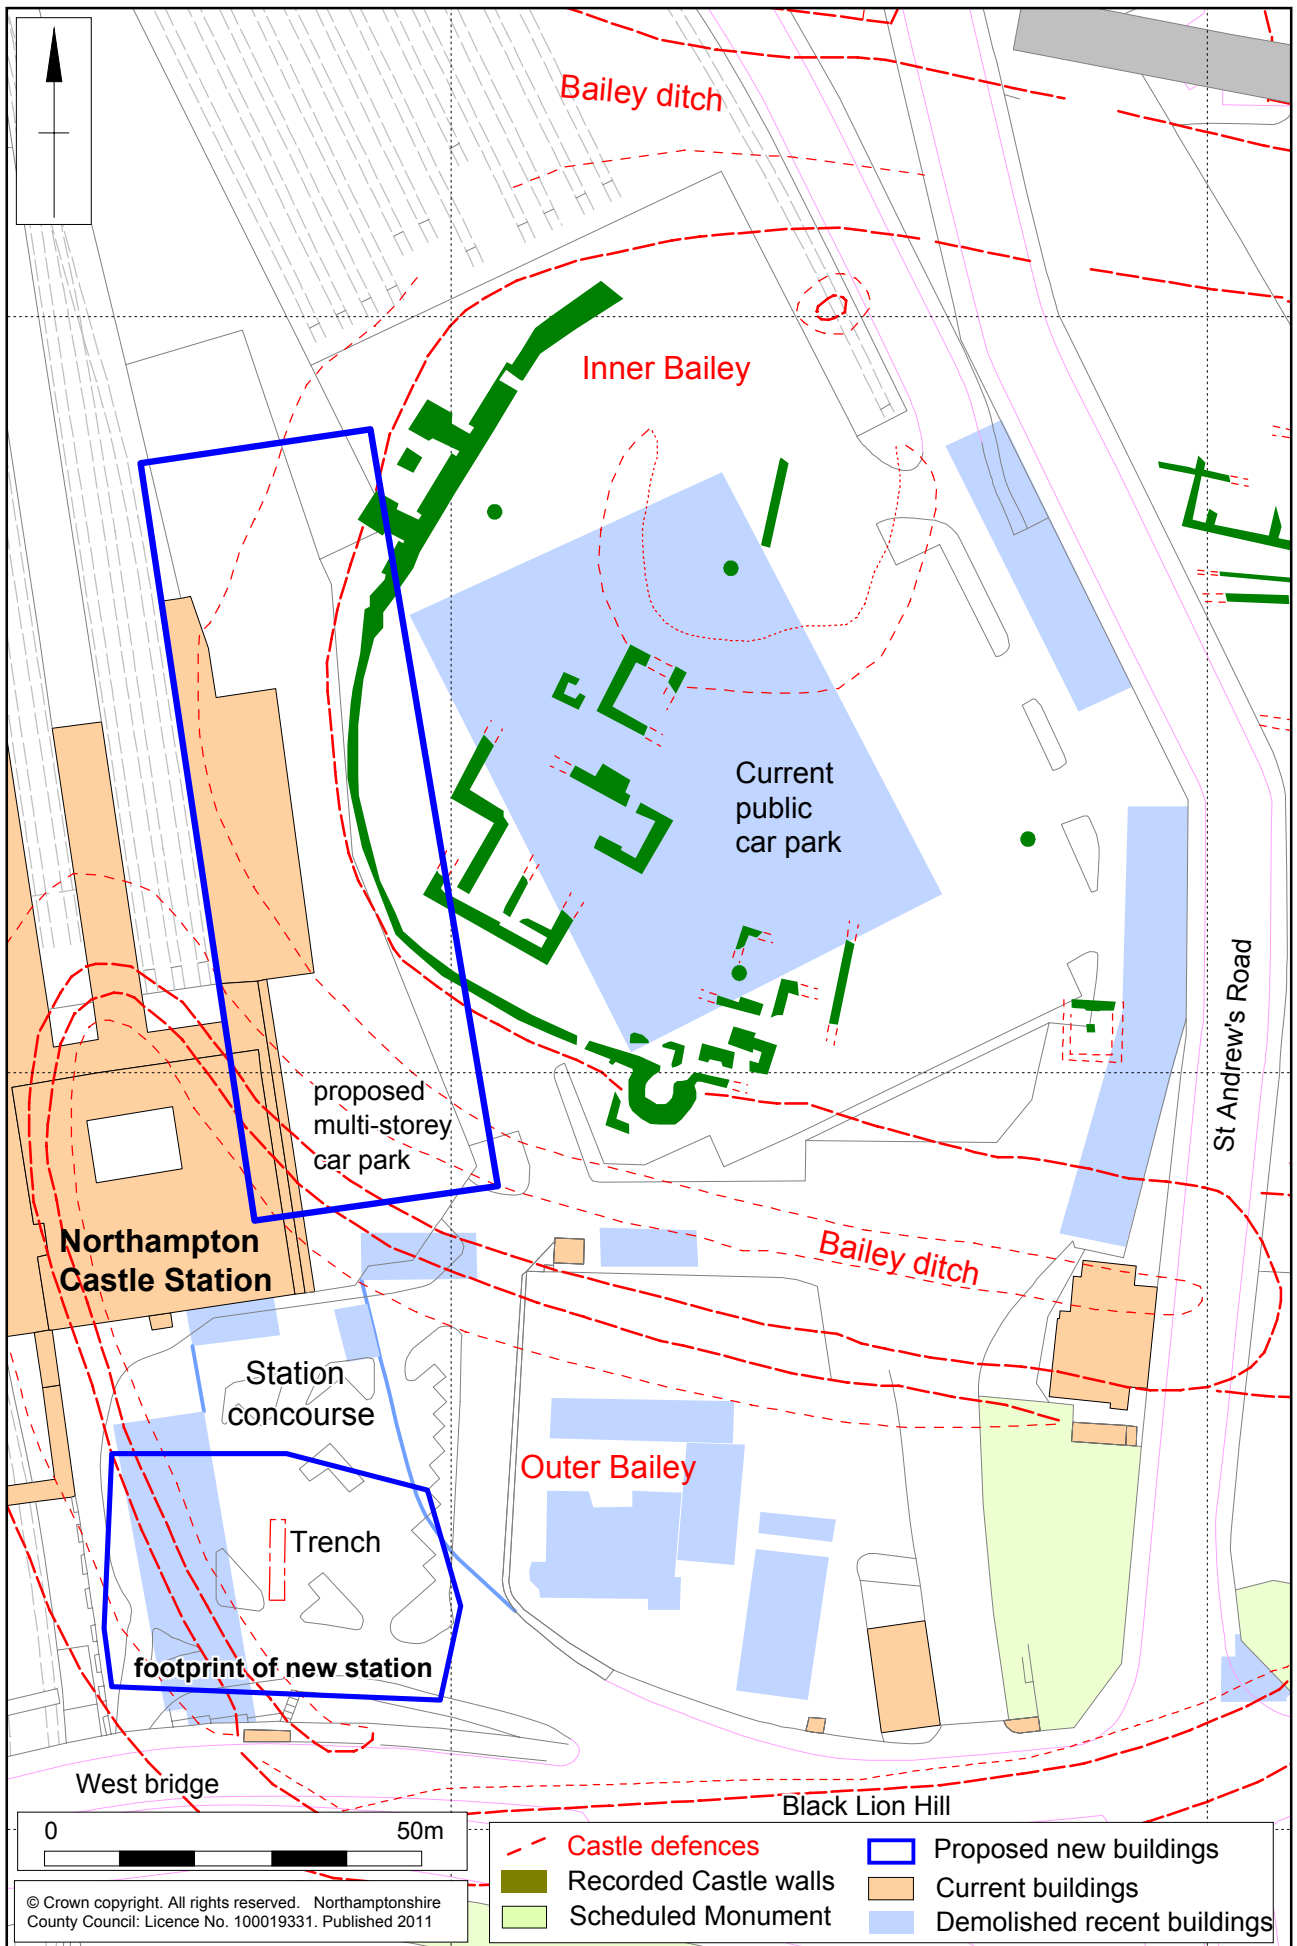 Bailey ditch
Inner Bailey
Current
public
car park
St Andrew's Road
proposed
multi-storey
car park
Northampton
Castle Station
Bailey ditch
Station
concourse
Outer Bailey
Trench
footprint of new station
West bridge
Black Lion Hill
0 50m
© Crown copyright. All rights reserved. Northamptonshire
County Council: Licence No. 100019331. Published 2011
Castle defences
Recorded Castle walls
Scheduled Monument
Proposed new buildings
Current buildings
Demolished recent buildings